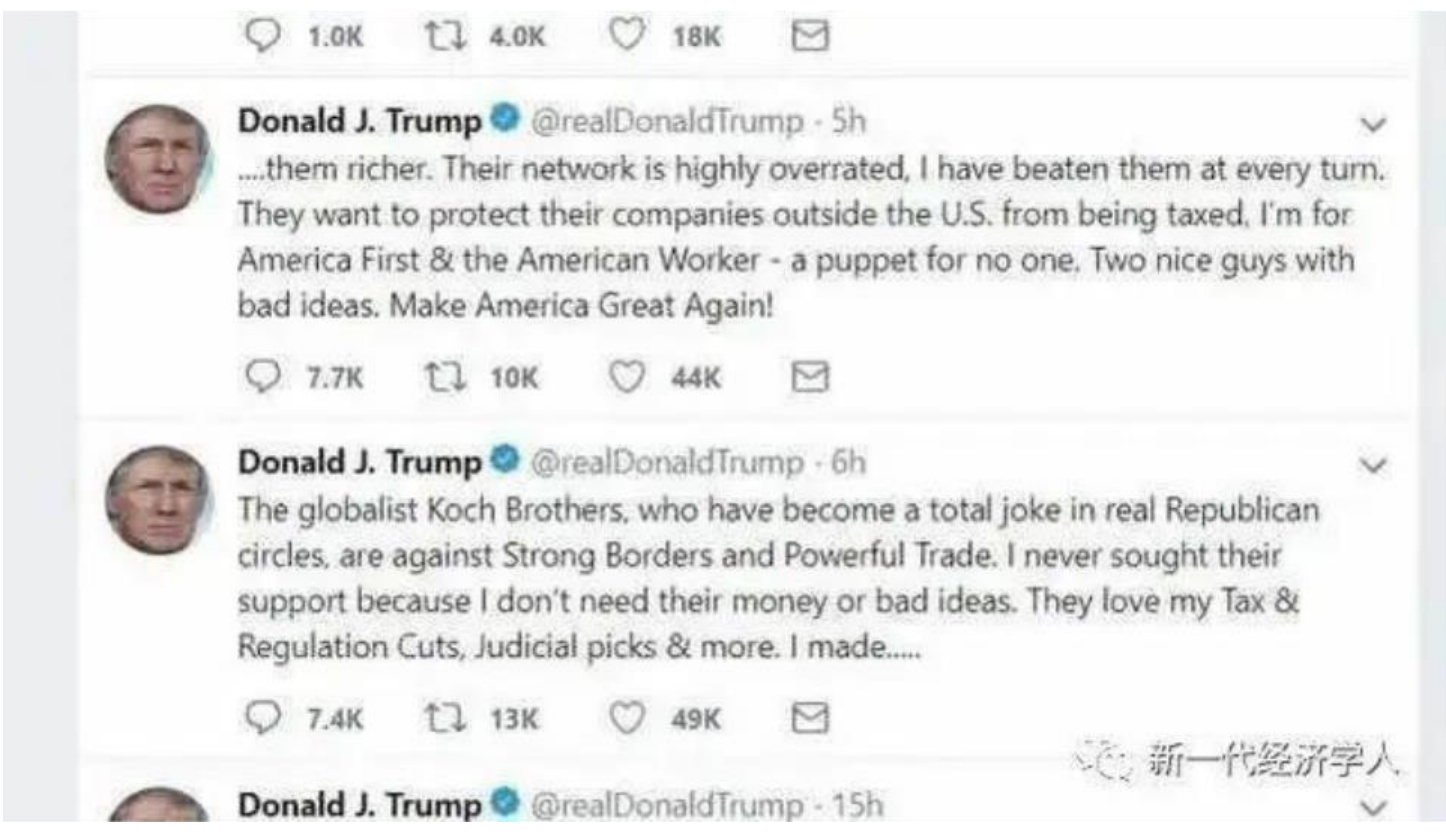 1.0K 4.0K 18K
Donald J. Trump @realDonaldTrump · 5h
....them richer. Their network is highly overrated, I have beaten them at every turn.
They want to protect their companies outside the U.S. from being taxed, I'm for
America First & the American Worker - a puppet for no one. Two nice guys with
bad ideas. Make America Great Again!
7.7K 10K 44K
Donald J. Trump @realDonaldTrump · 6h
The globalist Koch Brothers, who have become a total joke in real Republican
circles, are against Strong Borders and Powerful Trade. I never sought their
support because I don't need their money or bad ideas. They love my Tax &
Regulation Cuts, Judicial picks & more. I made.....
7.4K 13K 49K
新一代经济学人
Donald J. Trump @realDonaldTrump · 15h